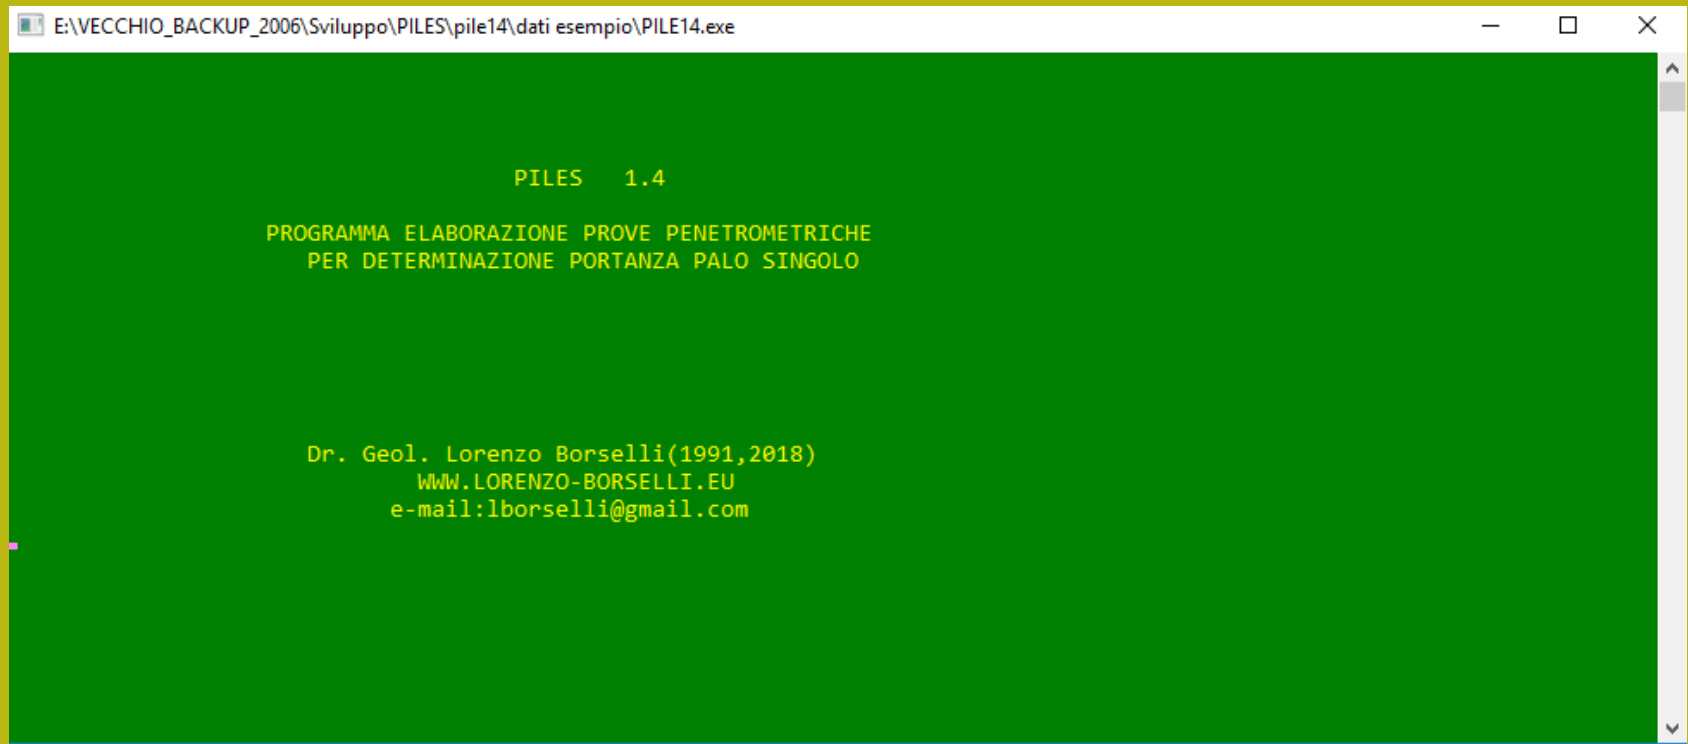 E:\VECCHIO_BACKUP_2006\Sviluppo\PILES\pile14\dati esempio\PILE14.exe
PILES 1.4
PROGRAMMA ELABORAZIONE PROVE PENETROMETRICHE
PER DETERMINAZIONE PORTANZA PALO SINGOLO
Dr. Geol. Lorenzo Borselli(1991,2018)
WWW.LORENZO-BORSELLI.EU
e-mail:lborselli@gmail.com